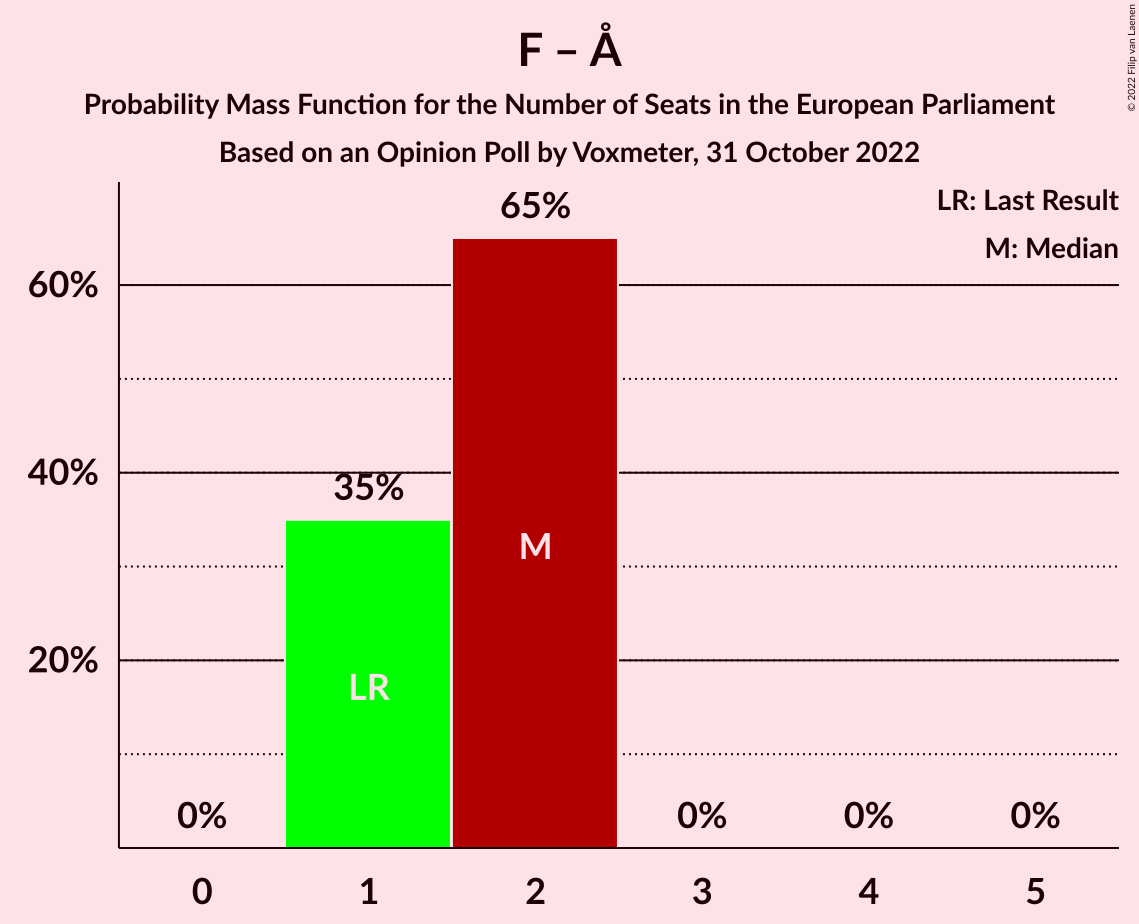 F – Å
Probability Mass Function for the Number of Seats in the European Parliament
Based on an Opinion Poll by Voxmeter, 31 October 2022
© 2022 Filip van Laenen
LR: Last Result
M: Median
65%
60%
40%
35%
M
20%
LR
0%
0%
0%
0%
0
1
2
3
4
5